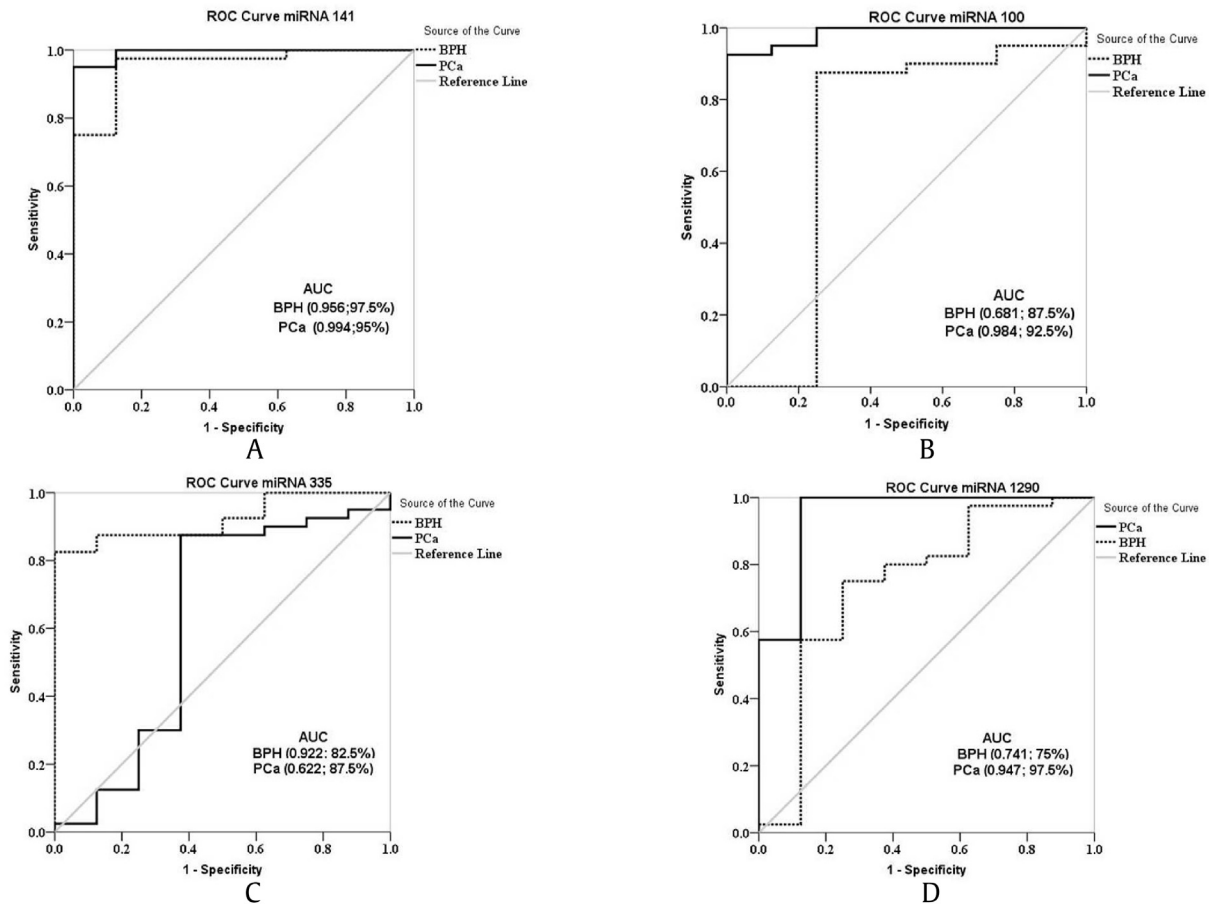 ROC Curve miRNA 141
Source of the Curve
BPH
PCa
Reference Line
1.0
0.8
0.6
0.4
0.2
0.0
Sensitivity
AUC
BPH (0.956;97.5%)
PCa (0.994;95%)
0.0 0.2 0.4 0.6 0.8 1.0
1 - Specificity
A
ROC Curve miRNA 100
Source of the Curve
BPH
PCa
Reference Line
1.0
0.8
0.6
0.4
0.2
0.0
Sensitivity
AUC
BPH (0.681; 87.5%)
PCa (0.984; 92.5%)
0.0 0.2 0.4 0.6 0.8 1.0
1 - Specificity
B
ROC Curve miRNA 335
Source of the Curve
BPH
PCa
Reference Line
1.0
0.8
0.6
0.4
0.2
0.0
Sensitivity
AUC
BPH (0.922; 82.5%)
PCa (0.622; 87.5%)
0.0 0.2 0.4 0.6 0.8 1.0
1 - Specificity
C
ROC Curve miRNA 1290
Source of the Curve
PCa
BPH
Reference Line
1.0
0.8
0.6
0.4
0.2
0.0
Sensitivity
AUC
BPH (0.741; 75%)
PCa (0.947; 97.5%)
0.0 0.2 0.4 0.6 0.8 1.0
1 - Specificity
D